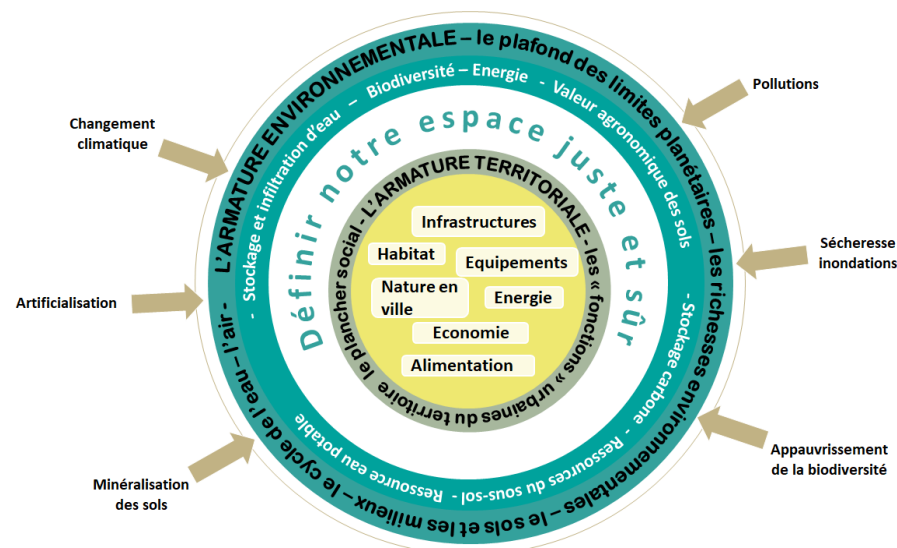 L'ARMATURE ENVIRONNEMENTALE – le plafond des limites planétaires – les richesses environnementales – le sols et les milieux – le cycle de l'eau – l'air -
- Stockage et infiltration d'eau – Biodiversité – Energie - Valeur agronomique des sols
- Stockage carbone - Ressources du sous-sol - Ressource eau potable
Définir notre espace juste et sûr
le plancher social - L'ARMATURE TERRITORIALE - les « fonctions » urbaines du territoire
Infrastructures
Habitat
Equipements
Nature en
ville
Energie
Economie
Alimentation
Pollutions
Changement
climatique
Sécheresse
inondations
Artificialisation
Appauvrissement
de la biodiversité
Minéralisation
des sols